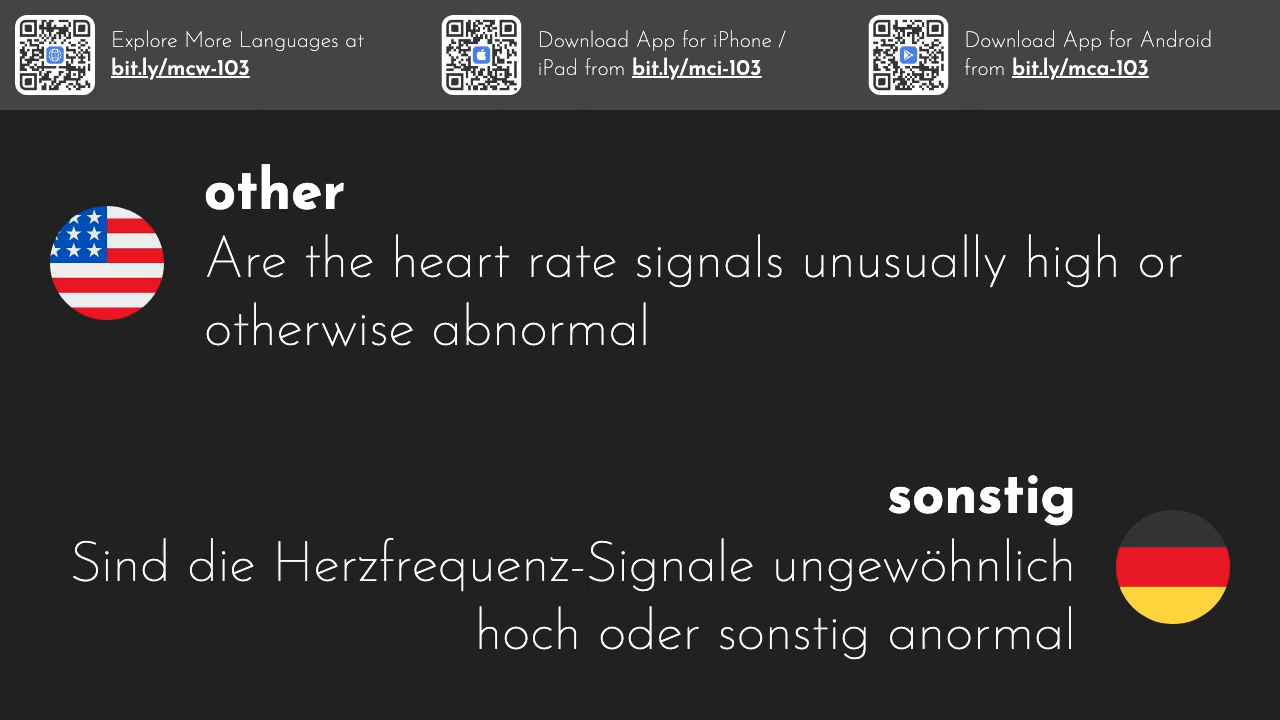 Explore More Languages at
bit.ly/mcw-103
Download App for iPhone /
iPad from bit.ly/mci-103
Download App for Android
from bit.ly/mca-103
other
Are the heart rate signals unusually high or
otherwise abnormal
sonstig
Sind die Herzfrequenz-Signale ungewöhnlich
hoch oder sonstig anormal